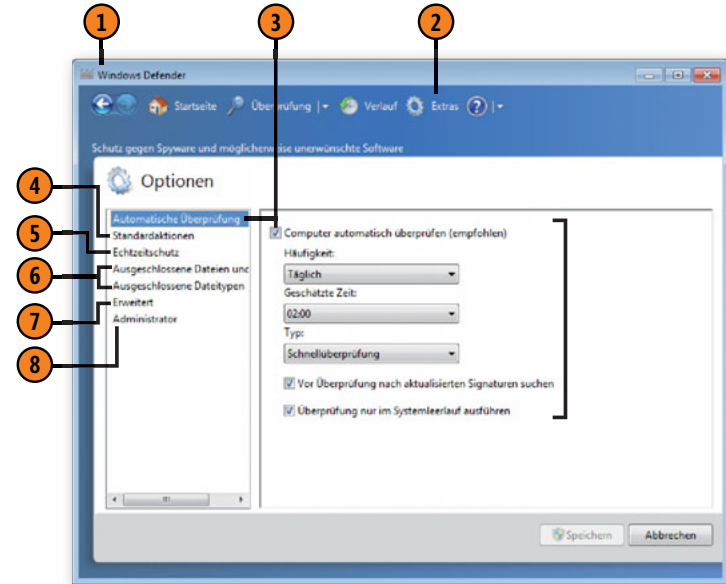 1
3
2
Windows Defender
Startseite Überprüfung Verlauf Extras ?
Schutz gegen Spyware und möglicherweise unerwünschte Software
Optionen
4
Automatische Überprüfung
Standardaktionen
5
Echtzeitschutz
6
Ausgeschlossene Dateien unc
Ausgeschlossene Dateitypen
7
Erweitert
8
Administrator
Computer automatisch überprüfen (empfohlen)
Häufigkeit:
Täglich
Geschätzte Zeit:
02:00
Typ:
Schnellüberprüfung
Vor Überprüfung nach aktualisierten Signaturen suchen
Überprüfung nur im Systemleerlauf ausführen
Speichern Abbrechen